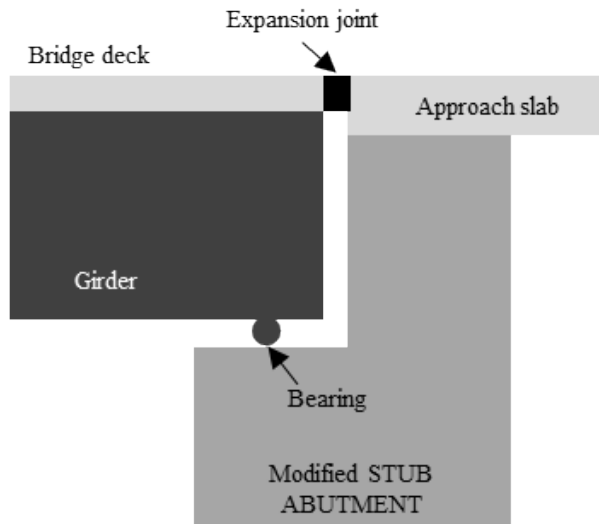 Expansion joint
Bridge deck
Approach slab
Girder
Bearing
Modified STUB
ABUTMENT